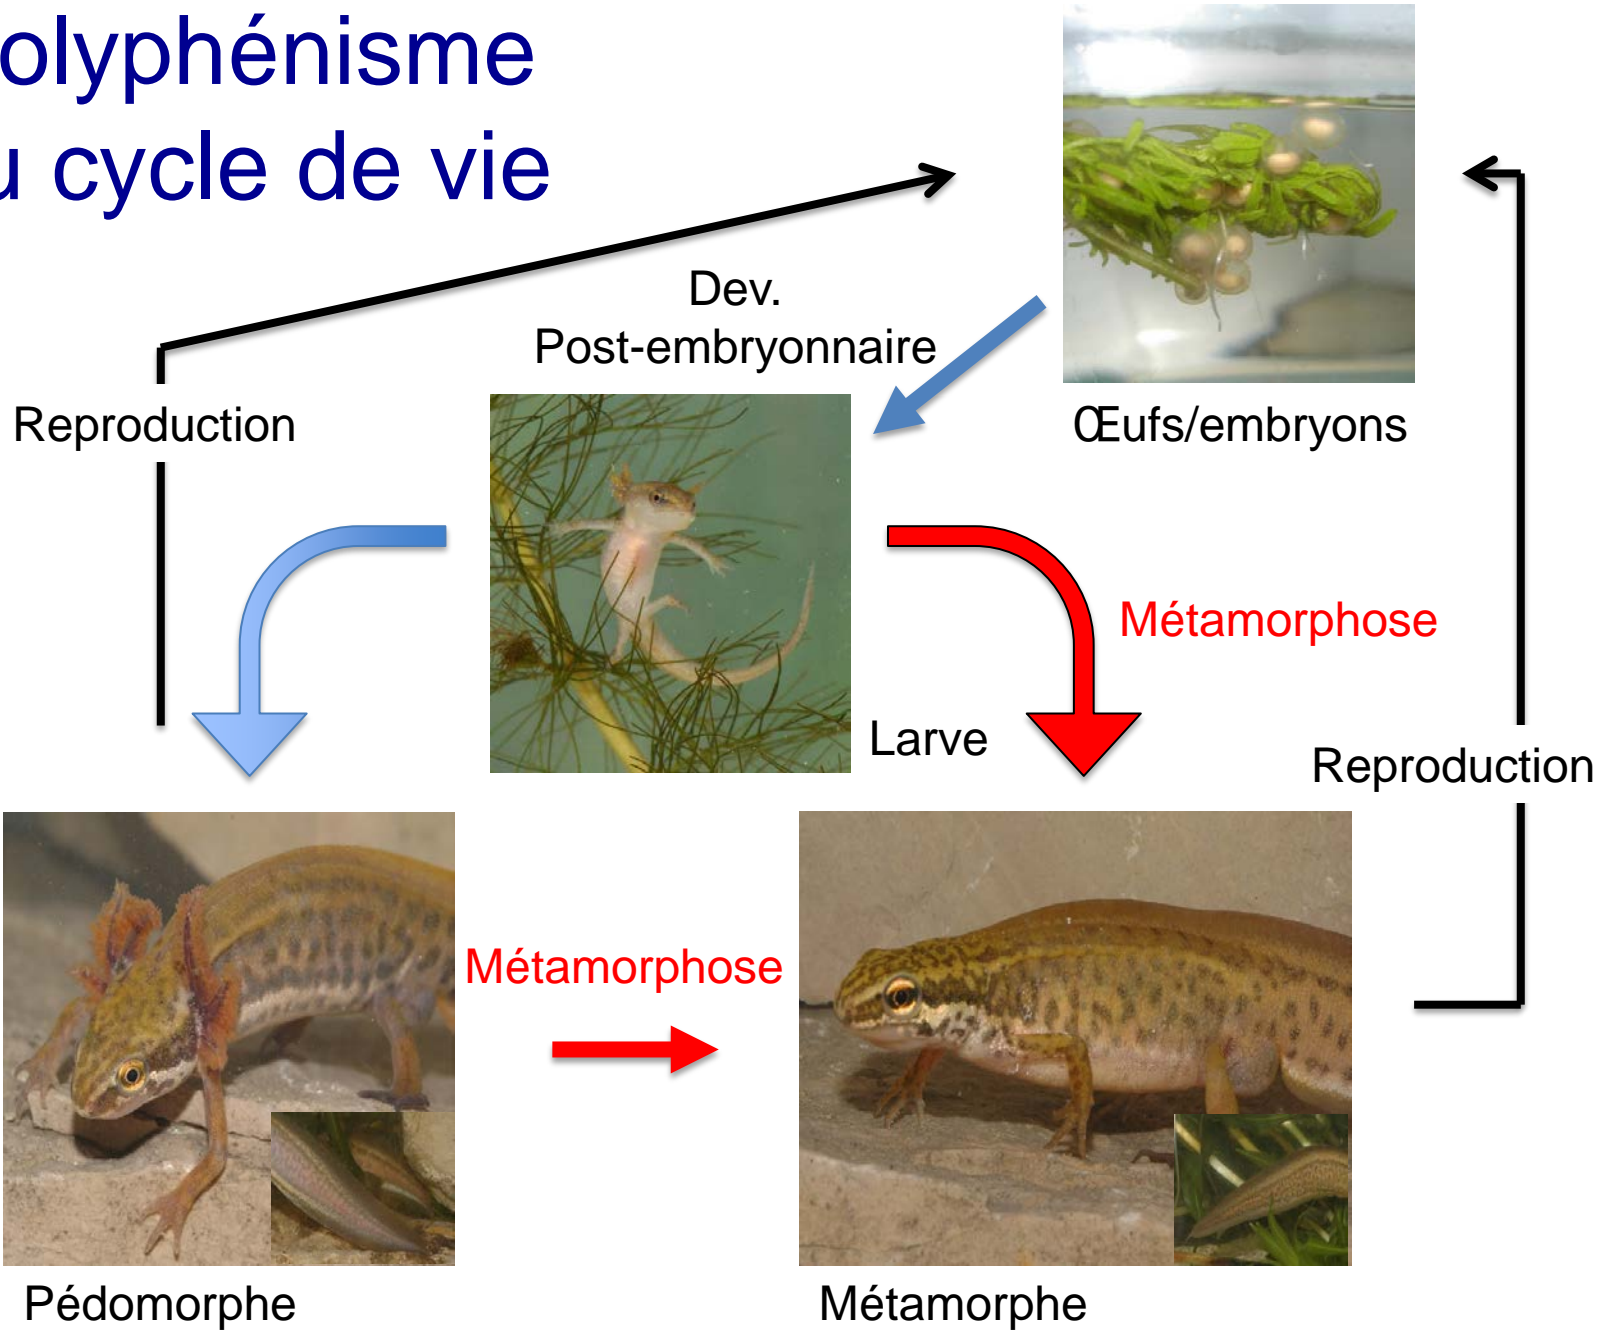 olyphénisme
u cycle de vie
Dev.
Post-embryonnaire
Reproduction
Œufs/embryons
Métamorphose
Larve
Reproduction
Métamorphose
Pédomorphe
Métamorphe